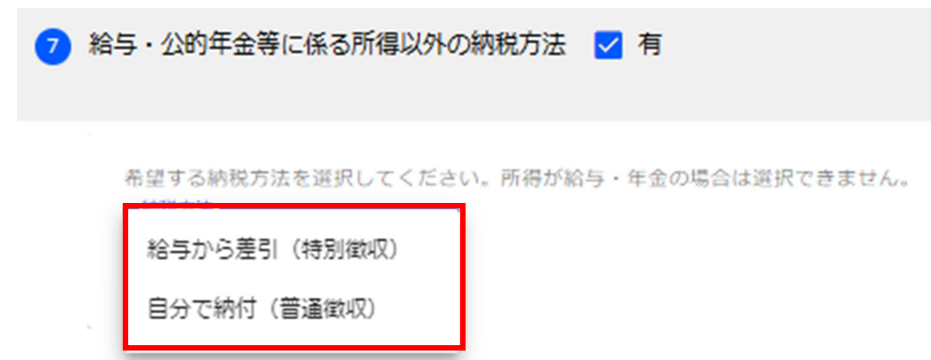 7 給与・公的年金等に係る所得以外の納税方法 有
希望する納税方法を選択してください。所得が給与・年金の場合は選択できません。
給与から差引（特別徴収）
自分で納付（普通徴収）